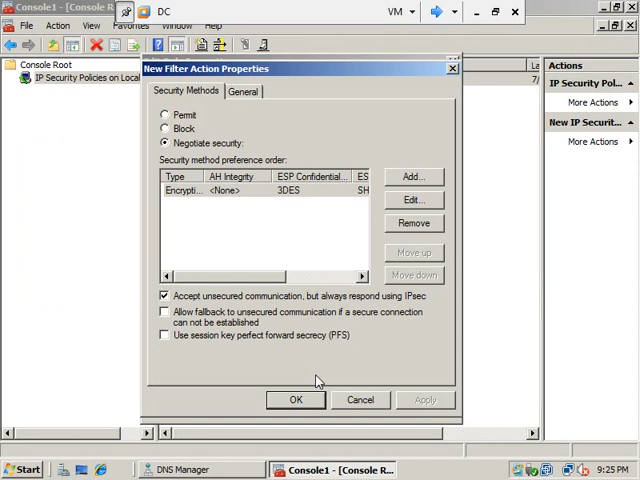 Console1 - [Console R
DC
VM
File
Action
View
Favorites
Window
Help
Console Root
IP Security Policies on Local
New Filter Action Properties
Security Methods
General
Permit
Block
Negotiate security:
Security method preference order:
Type
AH Integrity
ESP Confidential...
ES
Encrypti...
<None>
3DES
SH
Add...
Edit...
Remove
Move up
Move down
Accept unsecured communication, but always respond using IPsec
Allow fallback to unsecured communication if a secure connection
can not be established
Use session key perfect forward secrecy (PFS)
OK
Cancel
Apply
La
7/
Actions
IP Security Pol...
More Actions
New IP Securit...
More Actions
Start
DNS Manager
Console1 - [Console R...
9:25 PM